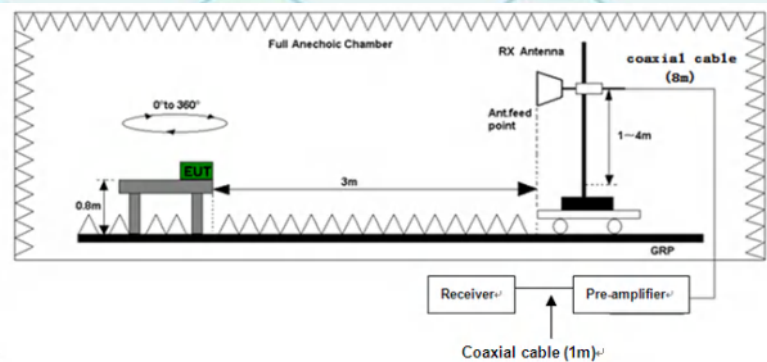 Full Anechoic Chamber
RX Antenna
coaxial cable
(8m)
0°to 360°
Ant.feed
point
1—4m
EUT
3m
0.8m
GRP
Receiver
Pre-amplifier
Coaxial cable (1m)